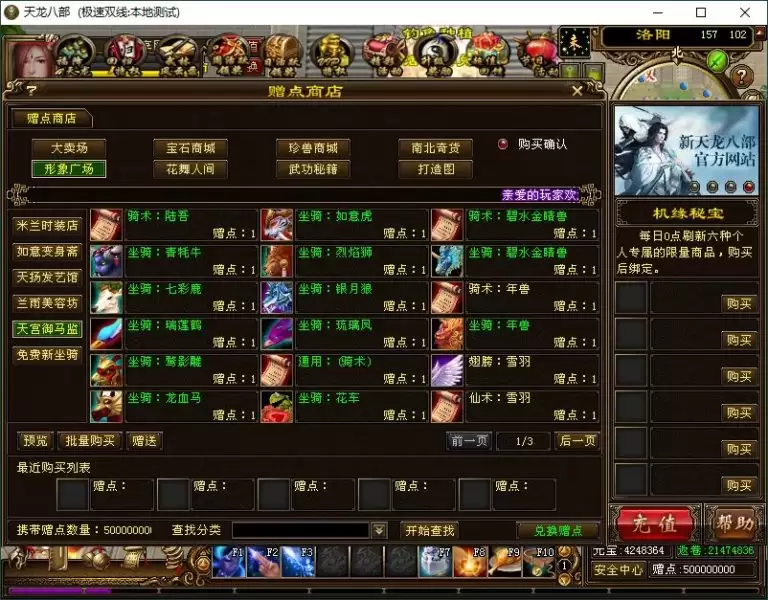 天龙八部 (极速双线:本地测试)
洛阳 157 102
北
赠点商店
赠点商店
大卖场 宝石商城 珍兽商城 南北奇货 购买确认
形象广场 花舞人间 武功秘籍 打造图
亲爱的玩家欢
米兰时装店
如意变身斋
天扬发艺馆
兰雨美容坊
天宫御马监
免费新坐骑
骑术：陆吾 赠点：1
坐骑：如意虎 赠点：1
骑术：碧水金睛兽 赠点：1
坐骑：青牦牛 赠点：1
坐骑：烈焰狮 赠点：1
坐骑：碧水金睛兽 赠点：1
坐骑：七彩鹿 赠点：1
坐骑：银月狼 赠点：1
骑术：年兽 赠点：1
坐骑：瑞莲鹤 赠点：1
坐骑：琉璃风 赠点：1
坐骑：年兽 赠点：1
坐骑：鹫影雕 赠点：1
通用：(骑术) 赠点：1
翅膀：雪羽 赠点：1
坐骑：龙血马 赠点：1
坐骑：花车 赠点：1
仙术：雪羽 赠点：1
预览 批量购买 赠送 前一页 1/3 后一页
最近购买列表
赠点： 赠点： 赠点： 赠点： 赠点：
携带赠点数量：50000000 查找分类 开始查找 兑换赠点
新天龙八部
官方网站
机缘秘宝
每日0点刷新六种个
人专属的限量商品，购买
后绑定。
购买
购买
购买
购买
购买
购买
充值 帮助
元宝:4248364
安全中心 赠点:500000000
F1 F2 F3 F7 F8 F9 F10
1